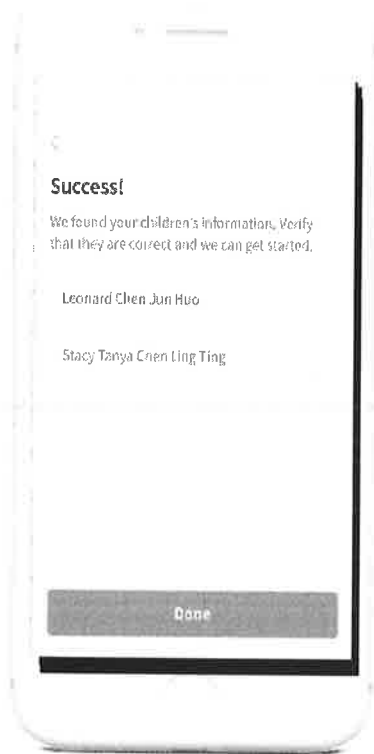 Success!
We found your children's information. Verify
that they are correct and we can get started.
Leonard Chen Jun Huo
Stacy Tanya Chen Ling Ting
Done